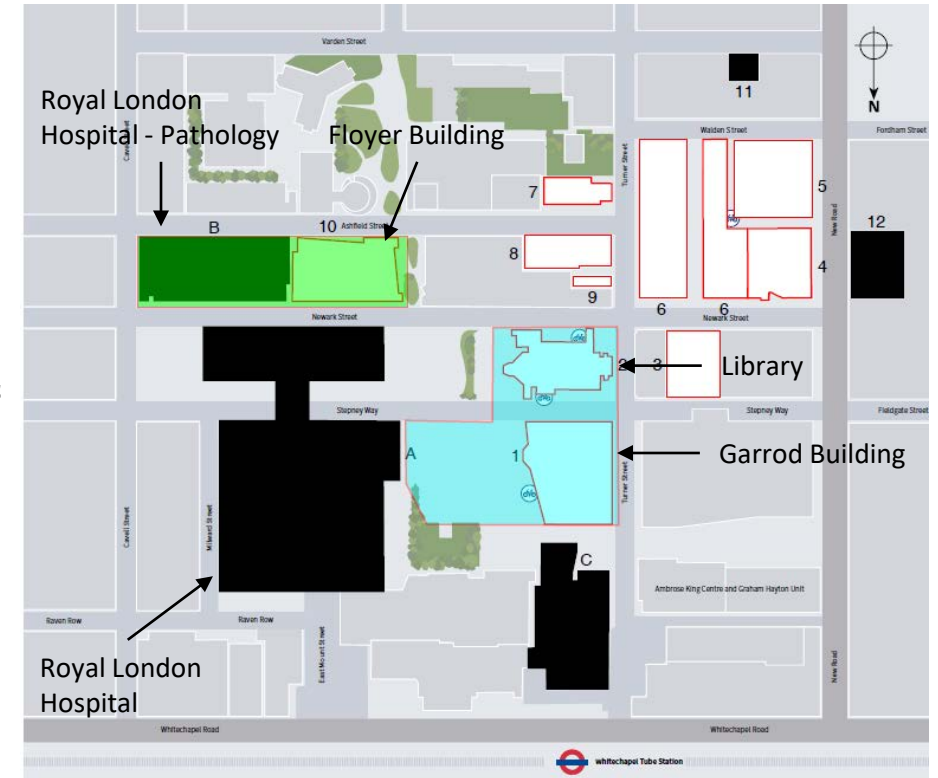 Varden Street
Royal London
Hospital - Pathology
Floyer Building
11
N
Walden Street
Fordham Street
Cavell Street
Turner Street
7
5
New Road
B
10
Ashfield Street
12
8
4
9
6
6
Newark Street
Newark Street
2
3
Library
Stepney Way
Stepney Way
Fieldgate Street
A
1
Garrod Building
Turner Street
Cavell Street
Milward Street
C
Ambrose King Centre and Graham Hayton Unit
Raven Row
Raven Row
East Mount Street
New Road
Royal London
Hospital
Whitechapel Road
Whitechapel Road
whitechapel Tube Station